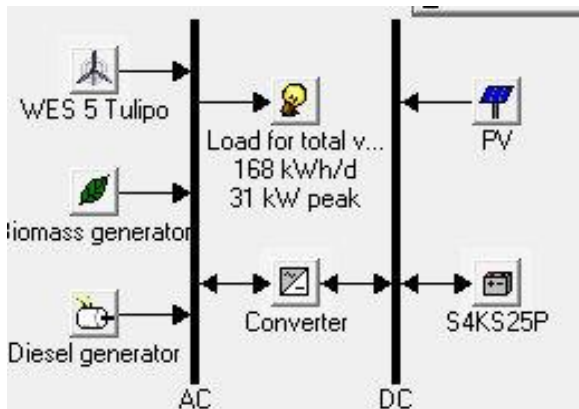 WES 5 Tulipo
Load for total v...
168 kWh/d
31 kW peak
PV
Biomass generator
Converter
S4KS25P
Diesel generator
AC
DC